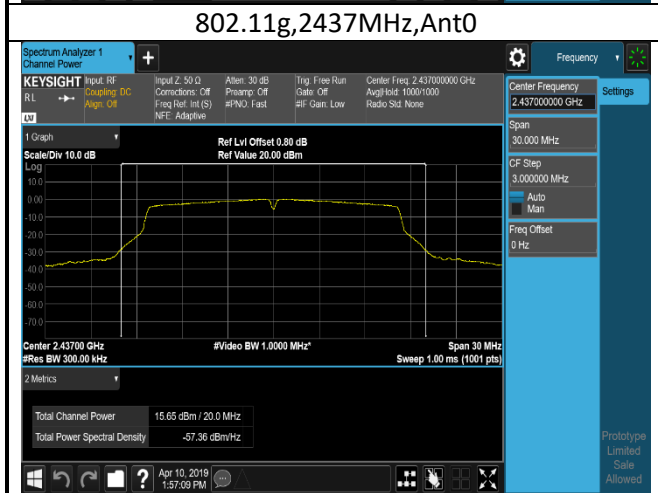 802.11g,2437MHz,Ant0
Spectrum Analyzer 1
Channel Power
+
Frequency
KEYSIGHT
RL
LXI
Input: RF
Coupling: DC
Align: Off
Input Z: 50 Ω
Corrections: Off
Freq Ref: Int (S)
NFE: Adaptive
Atten: 30 dB
Preamp: Off
#PNO: Fast
Trig: Free Run
Gate: Off
#IF Gain: Low
Center Freq: 2.437000000 GHz
Avg|Hold: 1000/1000
Radio Std: None
Center Frequency
2.437000000 GHz
Settings
Span
30.000 MHz
CF Step
3.000000 MHz
Auto
Man
Freq Offset
0 Hz
1 Graph
Scale/Div 10.0 dB
Ref Lvl Offset 0.80 dB
Ref Value 20.00 dBm
Log
10.0
0.00
-10.0
-20.0
-30.0
-40.0
-50.0
-60.0
-70.0
Center 2.43700 GHz
#Res BW 300.00 kHz
#Video BW 1.0000 MHz*
Span 30 MHz
Sweep 1.00 ms (1001 pts)
2 Metrics
Total Channel Power 15.65 dBm / 20.0 MHz
Total Power Spectral Density -57.36 dBm/Hz
Prototype
Limited
Sale
Allowed
?
Apr 10, 2019
1:57:09 PM